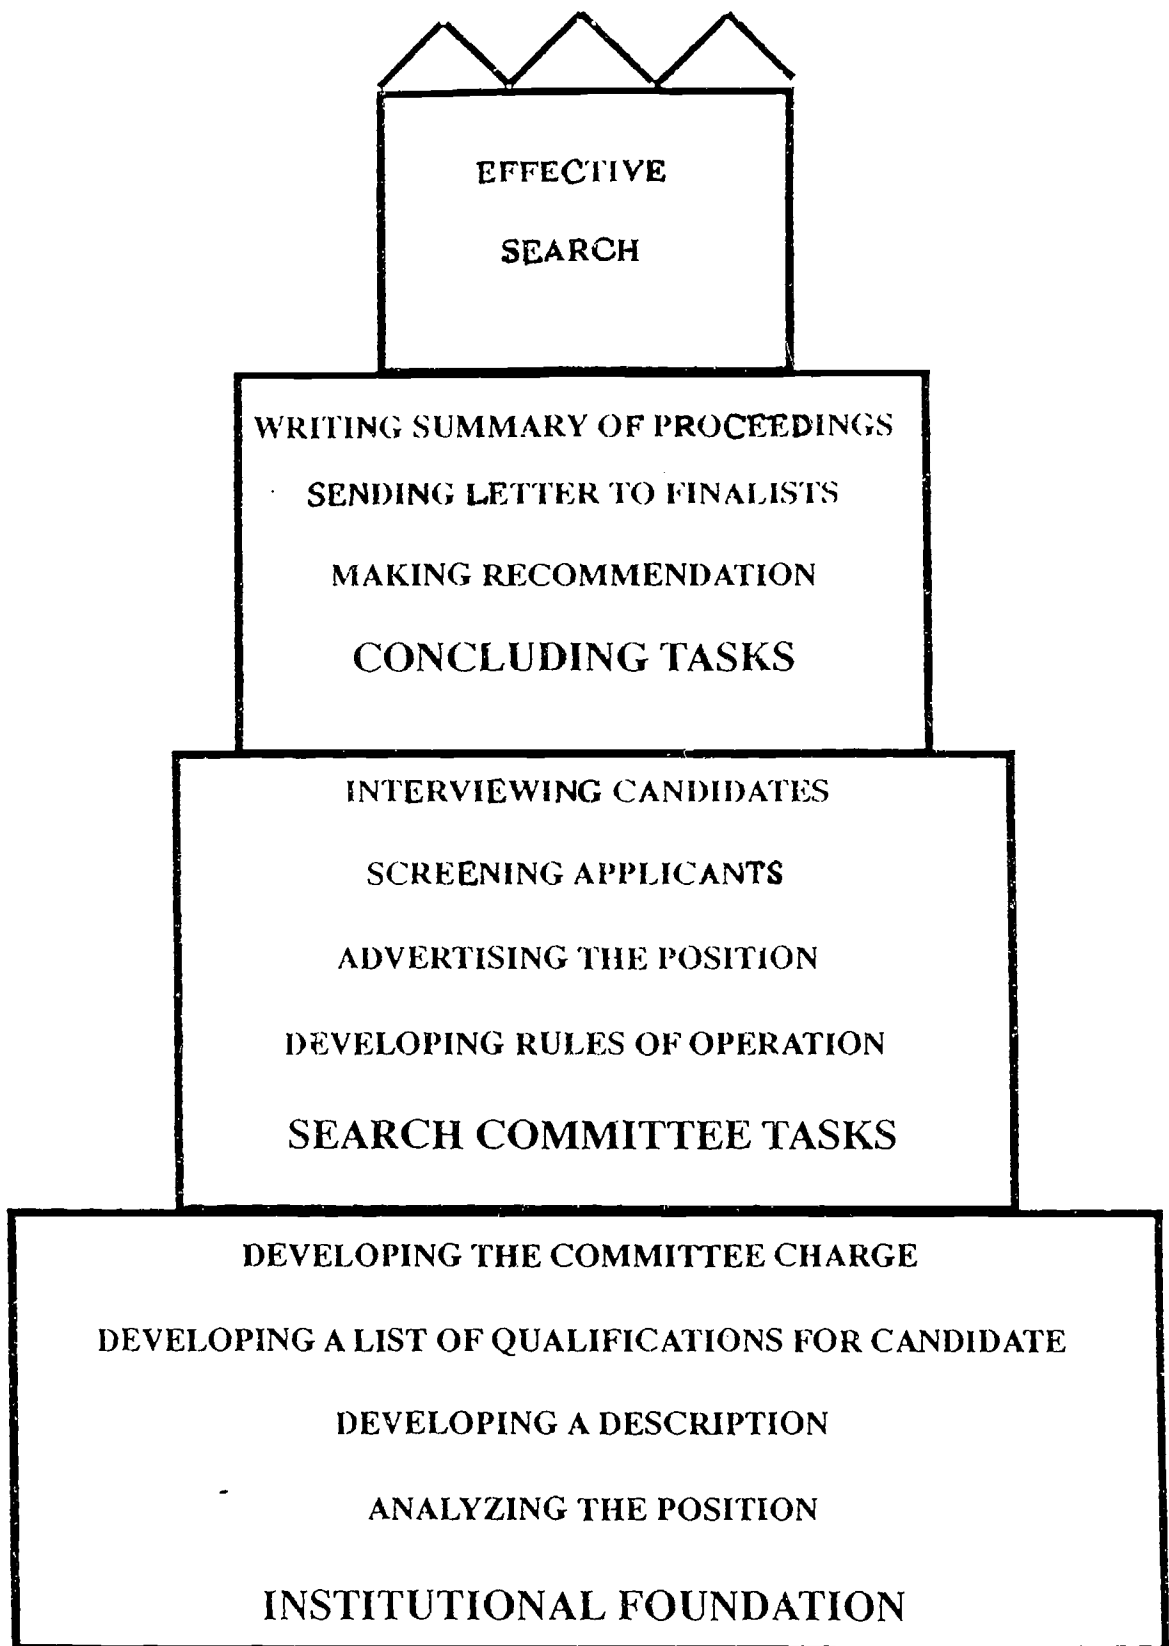 EFFECTIVE
SEARCH
WRITING SUMMARY OF PROCEEDINGS
SENDING LETTER TO FINALISTS
MAKING RECOMMENDATION
CONCLUDING TASKS
INTERVIEWING CANDIDATES
SCREENING APPLICANTS
ADVERTISING THE POSITION
DEVELOPING RULES OF OPERATION
SEARCH COMMITTEE TASKS
DEVELOPING THE COMMITTEE CHARGE
DEVELOPING A LIST OF QUALIFICATIONS FOR CANDIDATE
DEVELOPING A DESCRIPTION
ANALYZING THE POSITION
INSTITUTIONAL FOUNDATION